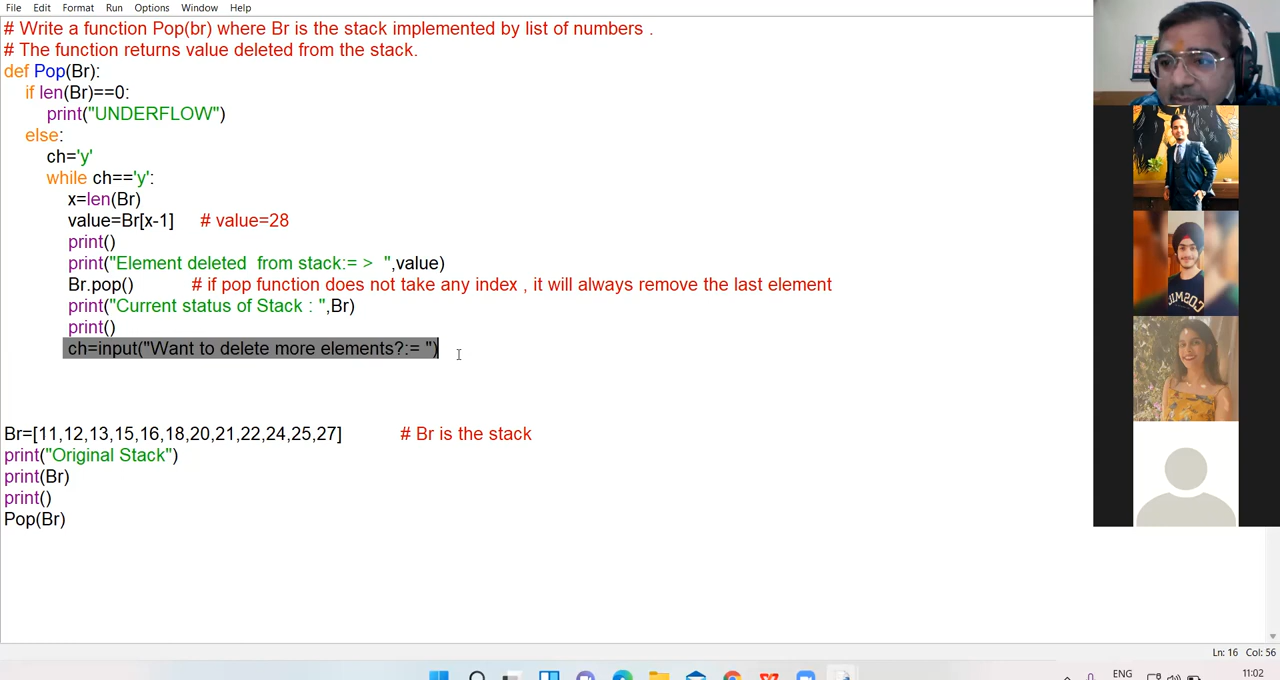 File Edit Format Run Options Window Help
# Write a function Pop(br) where Br is the stack implemented by list of numbers .
# The function returns value deleted from the stack.
def Pop(Br):
if len(Br)==0:
print("UNDERFLOW")
else:
ch='y'
while ch=='y':
x=len(Br)
value=Br[x-1] # value=28
print()
print("Element deleted  from stack:= >  ",value)
Br.pop() # if pop function does not take any index , it will always remove the last element
print("Current status of Stack : ",Br)
print()
ch=input("Want to delete more elements?:= ")
Br=[11,12,13,15,16,18,20,21,22,24,25,27] # Br is the stack
print("Original Stack")
print(Br)
print()
Pop(Br)
Ln: 16 Col: 56
ENG
11:02